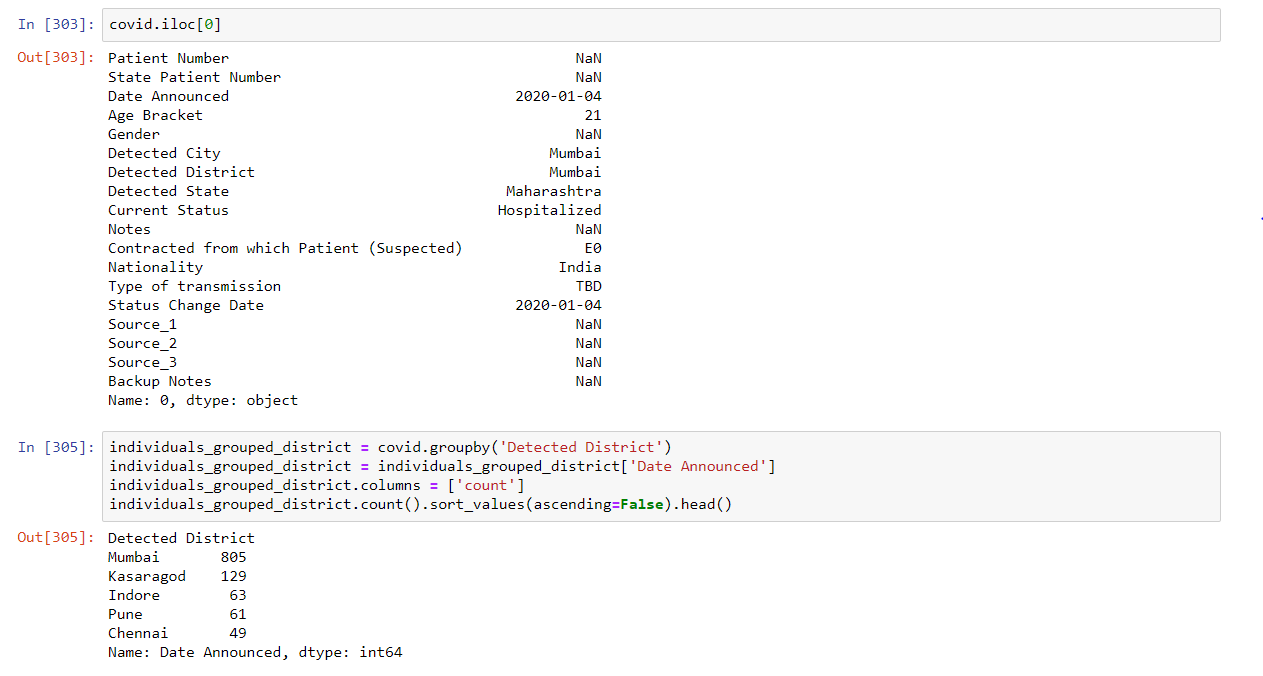 In [303]: covid.iloc[0]
Out[303]: Patient Number NaN
State Patient Number NaN
Date Announced 2020-01-04
Age Bracket 21
Gender NaN
Detected City Mumbai
Detected District Mumbai
Detected State Maharashtra
Current Status Hospitalized
Notes NaN
Contracted from which Patient (Suspected) E0
Nationality India
Type of transmission TBD
Status Change Date 2020-01-04
Source_1 NaN
Source_2 NaN
Source_3 NaN
Backup Notes NaN
Name: 0, dtype: object
In [305]: individuals_grouped_district = covid.groupby('Detected District')
individuals_grouped_district = individuals_grouped_district['Date Announced']
individuals_grouped_district.columns = ['count']
individuals_grouped_district.count().sort_values(ascending=False).head()
Out[305]: Detected District
Mumbai 805
Kasaragod 129
Indore 63
Pune 61
Chennai 49
Name: Date Announced, dtype: int64